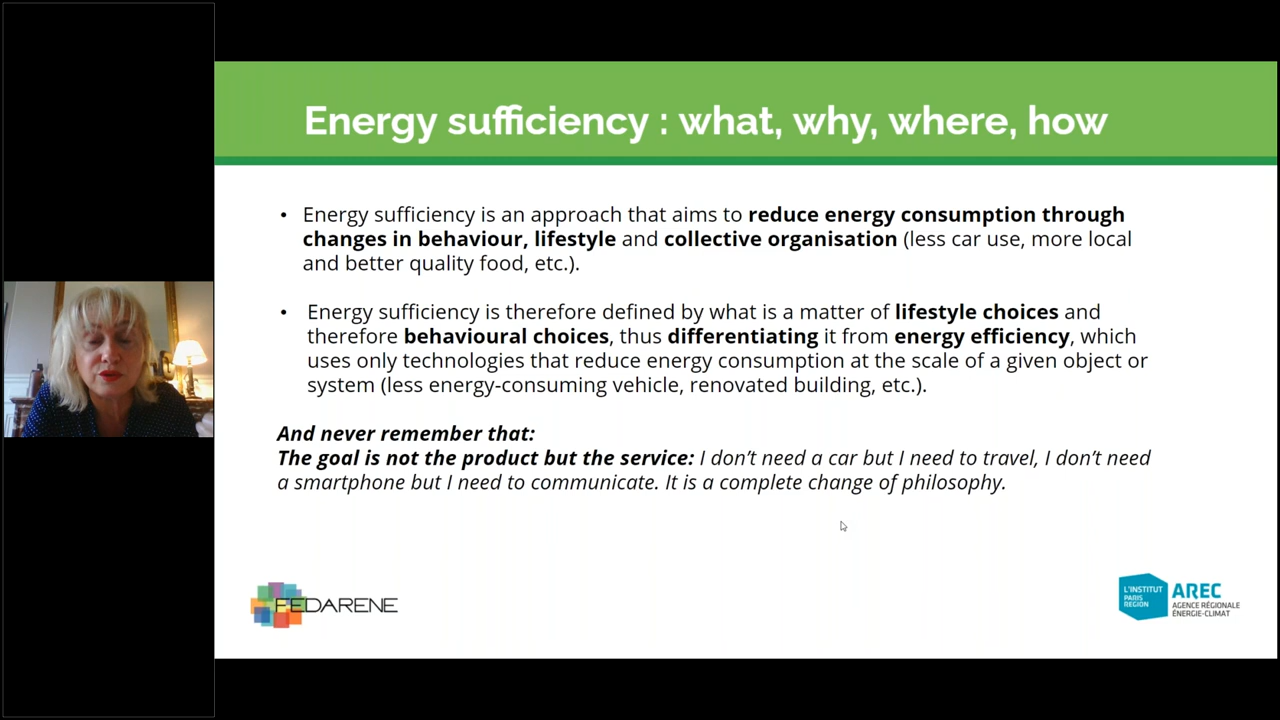 Energy sufficiency : what, why, where, how
• Energy sufficiency is an approach that aims to reduce energy consumption through
changes in behaviour, lifestyle and collective organisation (less car use, more local
and better quality food, etc.).
• Energy sufficiency is therefore defined by what is a matter of lifestyle choices and
therefore behavioural choices, thus differentiating it from energy efficiency, which
uses only technologies that reduce energy consumption at the scale of a given object or
system (less energy-consuming vehicle, renovated building, etc.).
And never remember that:
The goal is not the product but the service: I don't need a car but I need to travel, I don't need
a smartphone but I need to communicate. It is a complete change of philosophy.
FEDARENE
L'INSTITUT
PARIS
REGION
AREC
AGENCE RÉGIONALE
ÉNERGIE-CLIMAT